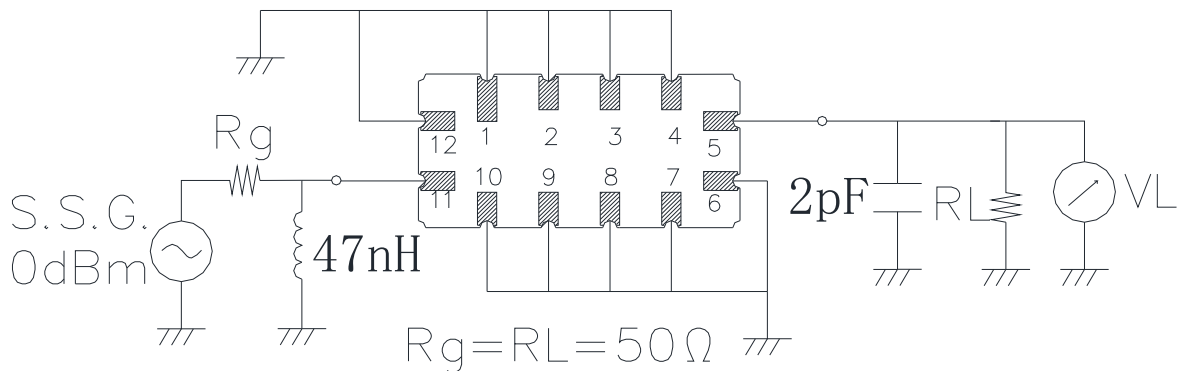 1 2 3 4
12 5
Rg
10 9 8 7
11 6
S.S.G.
0dBm
47nH
2pF
RL
VL
Rg=RL=50Ω